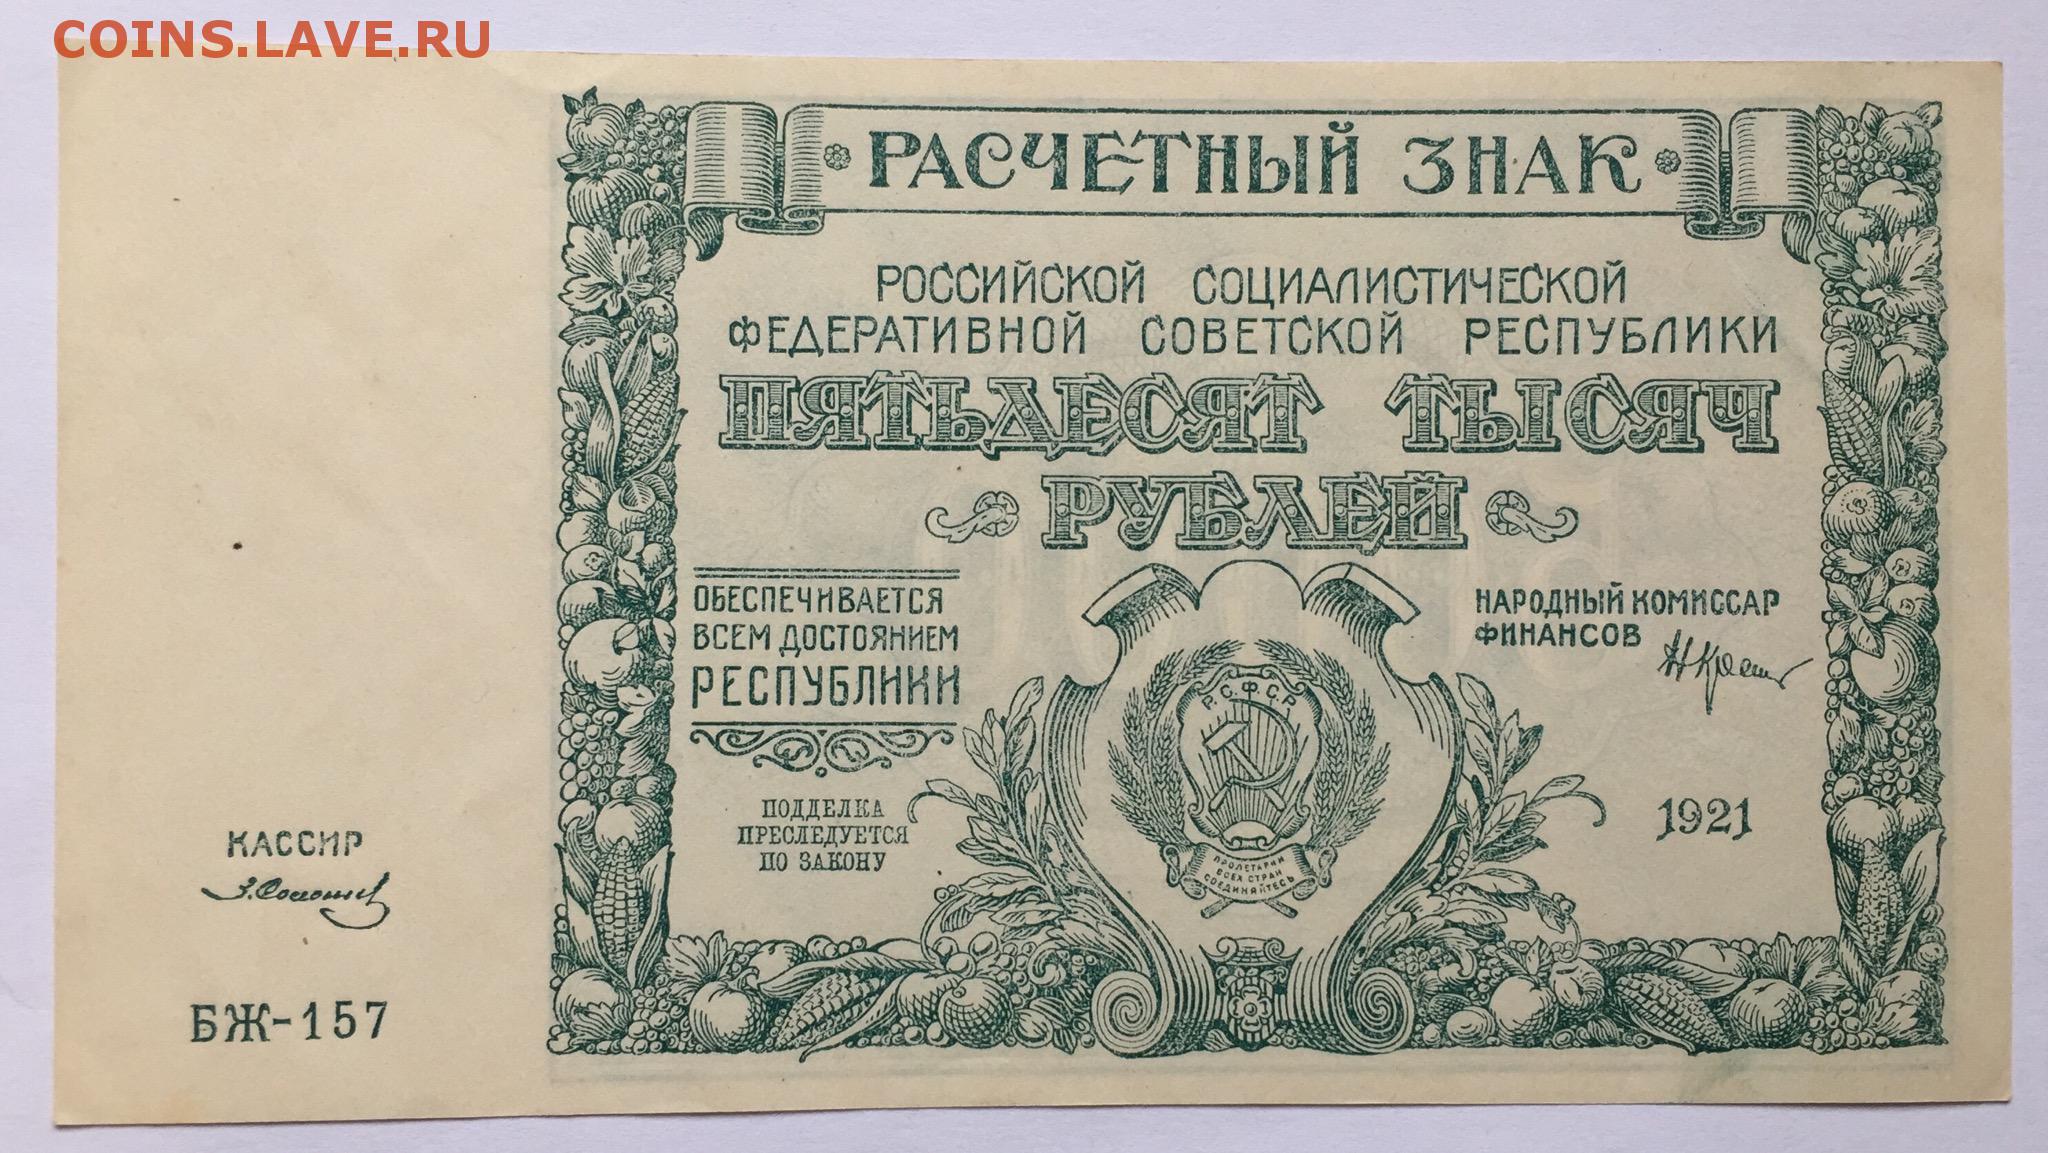 COINS.LAVE.RU
РАСЧЕТНЫЙ ЗНАК
РОССИЙСКОЙ СОЦИАЛИСТИЧЕСКОЙ
ФЕДЕРАТИВНОЙ СОВЕТСКОЙ РЕСПУБЛИКИ
ПЯТЬДЕСЯТ ТЫСЯЧ
РУБЛЕЙ
ОБЕСПЕЧИВАЕТСЯ
ВСЕМ ДОСТОЯНИЕМ
РЕСПУБЛИКИ
НАРОДНЫЙ КОМИССАР
ФИНАНСОВ
Р.С.Ф.С.Р.
ПРОЛЕТАРИИ
ВСЕХ СТРАН
СОЕДИНЯЙТЕСЬ
ПОДДЕЛКА
ПРЕСЛЕДУЕТСЯ
ПО ЗАКОНУ
1921
КАССИР
БЖ-157